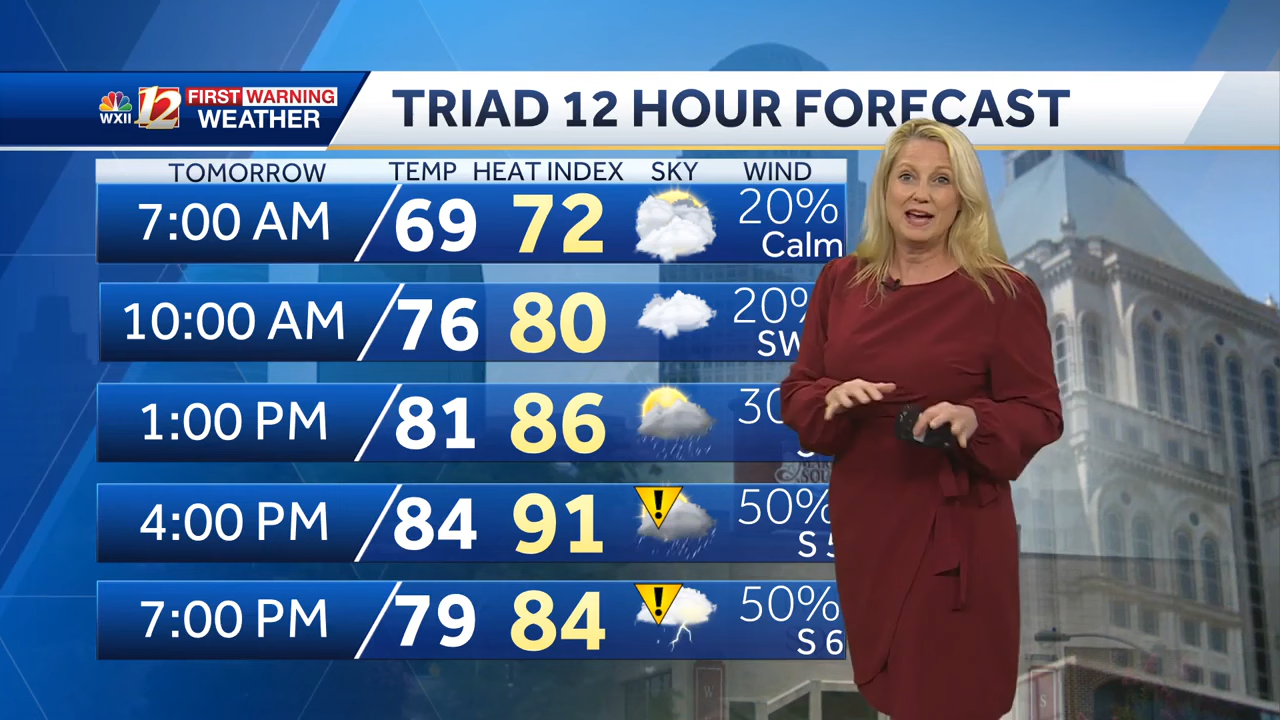 WXII 12 FIRST WARNING
WEATHER
TRIAD 12 HOUR FORECAST
TOMORROW TEMP HEAT INDEX SKY WIND
7:00 AM 69 72 20%
Calm
10:00 AM 76 80 20%
SW
1:00 PM 81 86
4:00 PM 84 91 50%
S 5
7:00 PM 79 84 50%
S 6